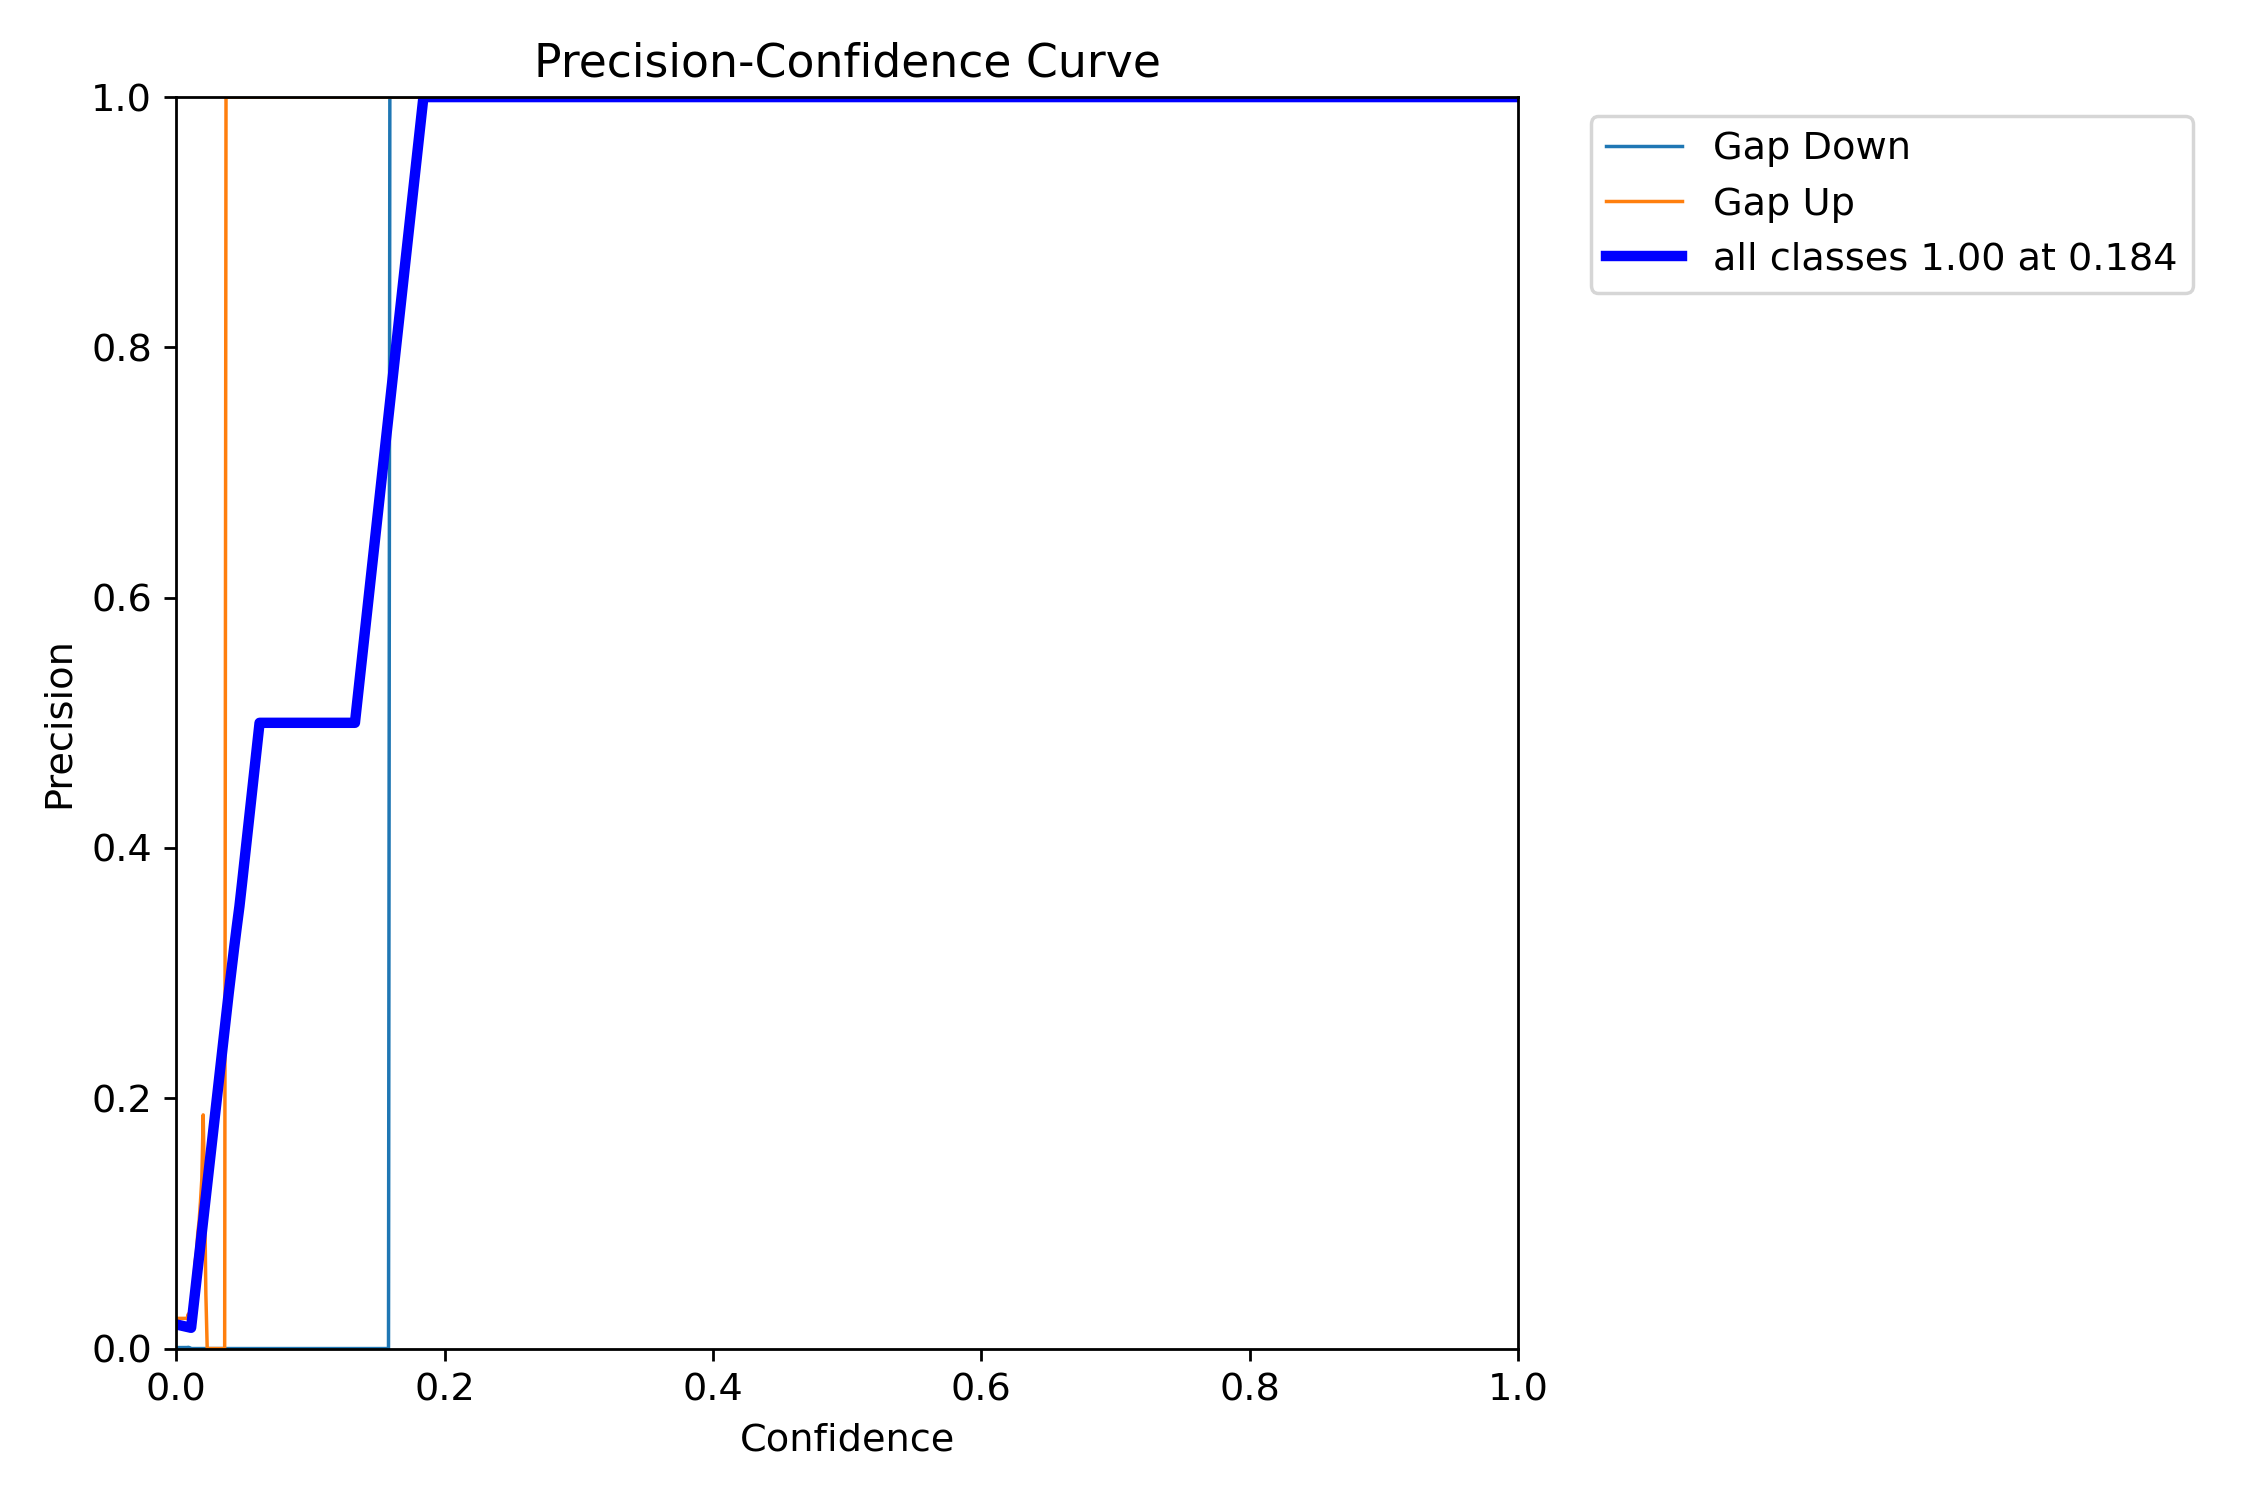 Precision-Confidence Curve
1.0
0.8
0.6
0.4
0.2
0.0
Precision
0.0 0.2 0.4 0.6 0.8 1.0
Confidence
Gap Down
Gap Up
all classes 1.00 at 0.184